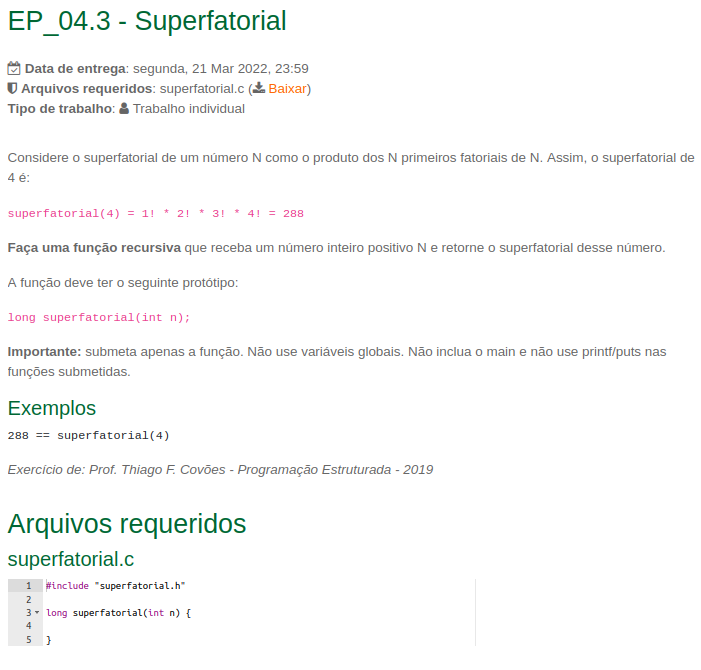 EP_04.3 - Superfatorial
Data de entrega: segunda, 21 Mar 2022, 23:59
Arquivos requeridos: superfatorial.c (Baixar)
Tipo de trabalho: Trabalho individual
Considere o superfatorial de um número N como o produto dos N primeiros fatoriais de N. Assim, o superfatorial de
4 é:
superfatorial(4) = 1! * 2! * 3! * 4! = 288
Faça uma função recursiva que receba um número inteiro positivo N e retorne o superfatorial desse número.
A função deve ter o seguinte protótipo:
long superfatorial(int n);
Importante: submeta apenas a função. Não use variáveis globais. Não inclua o main e não use printf/puts nas
funções submetidas.
Exemplos
288 == superfatorial(4)
Exercício de: Prof. Thiago F. Covões - Programação Estruturada - 2019
Arquivos requeridos
superfatorial.c
1 #include "superfatorial.h"
2
3 long superfatorial(int n) {
4
5 }